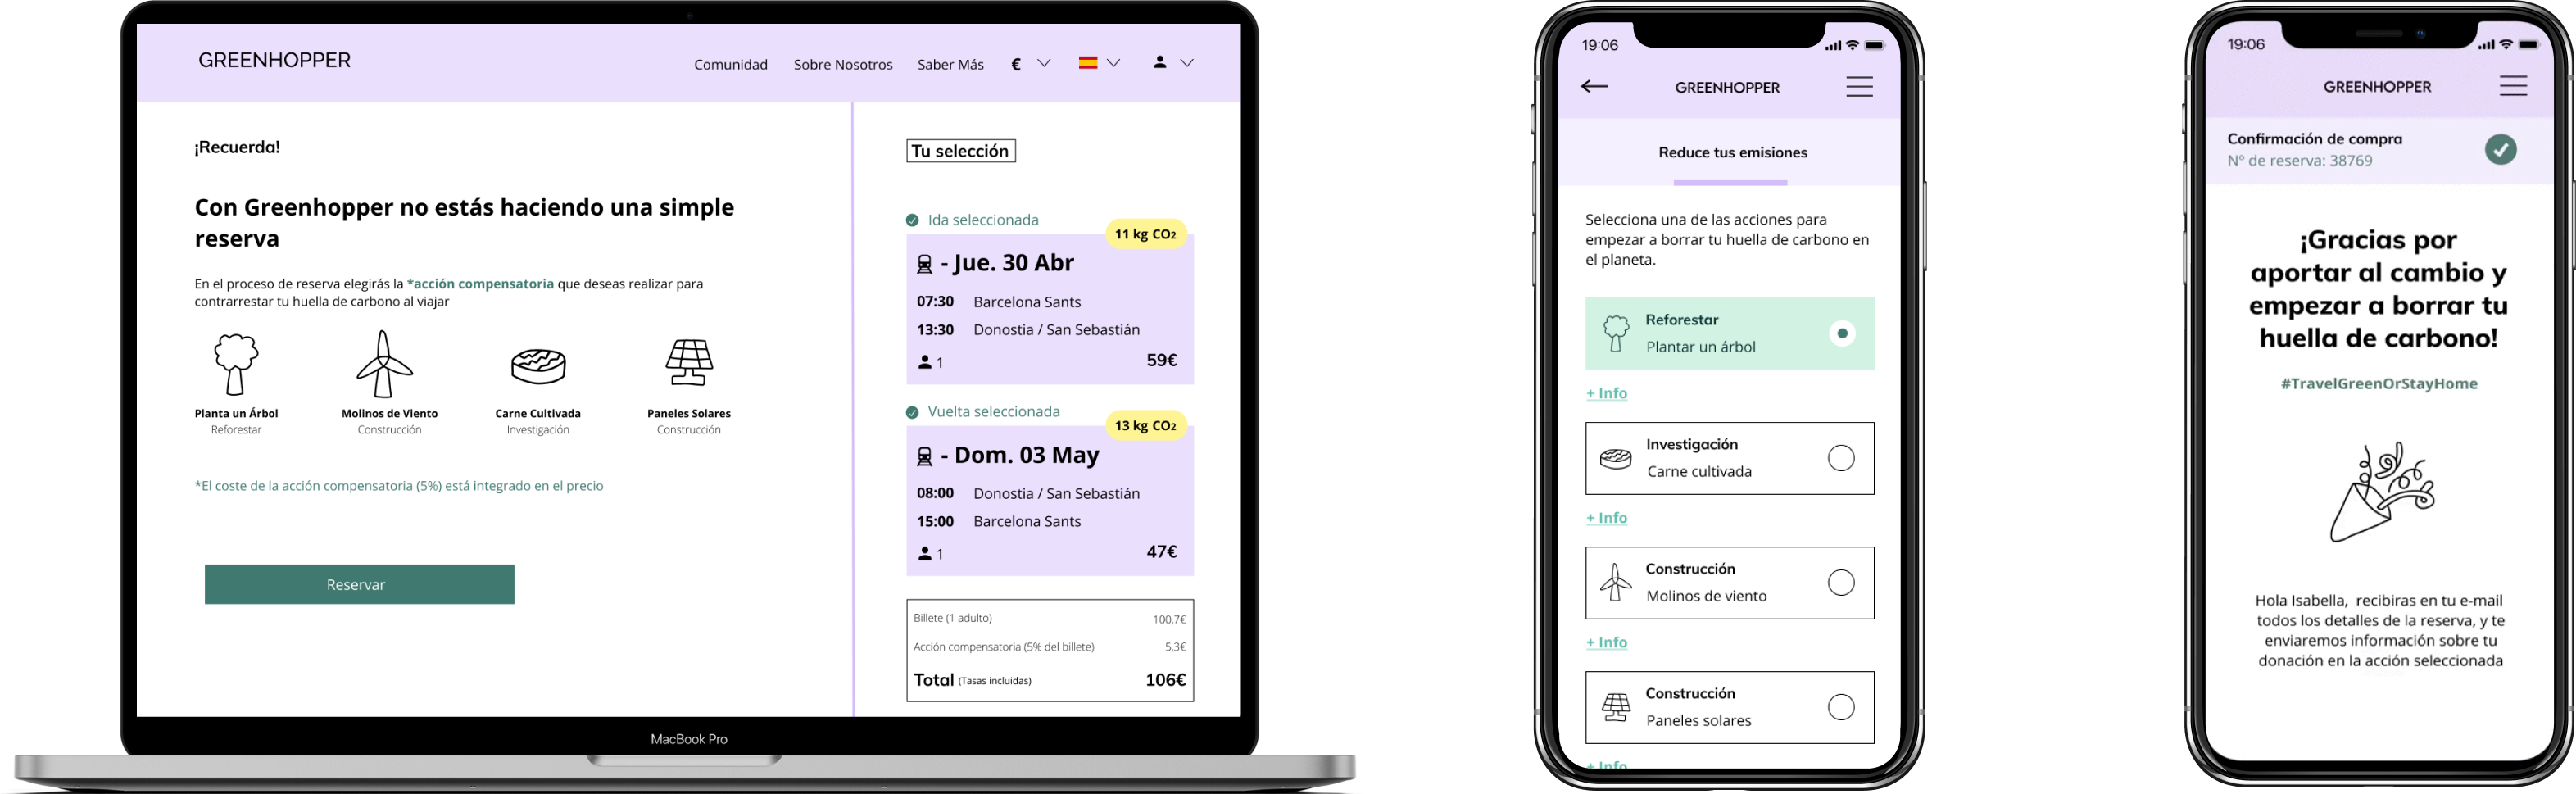 GREENHOPPER
Comunidad Sobre Nosotros Saber Más €
¡Recuerda!
Con Greenhopper no estás haciendo una simple
reserva
En el proceso de reserva elegirás la *acción compensatoria que deseas realizar para
contrarrestar tu huella de carbono al viajar
Planta un Árbol
Reforestar
Molinos de Viento
Construcción
Carne Cultivada
Investigación
Paneles Solares
Construcción
*El coste de la acción compensatoria (5%) está integrado en el precio
Reservar
Tu selección
Ida seleccionada
11 kg CO2
- Jue. 30 Abr
07:30 Barcelona Sants
13:30 Donostia / San Sebastián
1 59€
Vuelta seleccionada
13 kg CO2
- Dom. 03 May
08:00 Donostia / San Sebastián
15:00 Barcelona Sants
1 47€
Billete (1 adulto) 100,7€
Acción compensatoria (5% del billete) 5,3€
Total (Tasas incluidas) 106€
MacBook Pro
19:06
GREENHOPPER
Reduce tus emisiones
Selecciona una de las acciones para
empezar a borrar tu huella de carbono en
el planeta.
Reforestar
Plantar un árbol
+ Info
Investigación
Carne cultivada
+ Info
Construcción
Molinos de viento
+ Info
Construcción
Paneles solares
+ Info
19:06
GREENHOPPER
Confirmación de compra
Nº de reserva: 38769
¡Gracias por
aportar al cambio y
empezar a borrar tu
huella de carbono!
#TravelGreenOrStayHome
Hola Isabella, recibiras en tu e-mail
todos los detalles de la reserva, y te
enviaremos información sobre tu
donación en la acción seleccionada